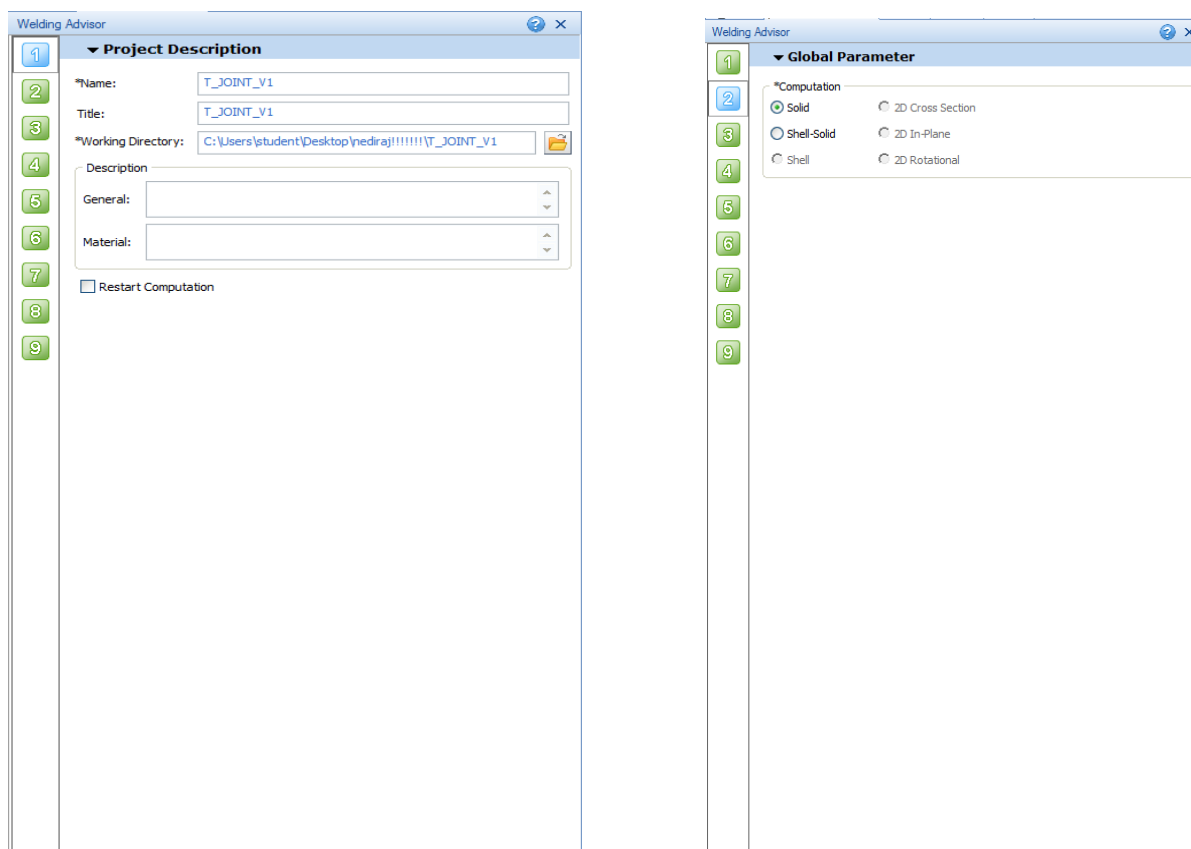 Welding Advisor
1
Project Description
2
*Name: T_JOINT_V1
Title: T_JOINT_V1
3
*Working Directory: C:\Users\student\Desktop\nediraj!!!!!!!\T_JOINT_V1
4
Description
5
General:
6
Material:
7
Restart Computation
8
9
Welding Advisor
1
Global Parameter
2
*Computation
Solid 2D Cross Section
3
Shell-Solid 2D In-Plane
4
Shell 2D Rotational
5
6
7
8
9